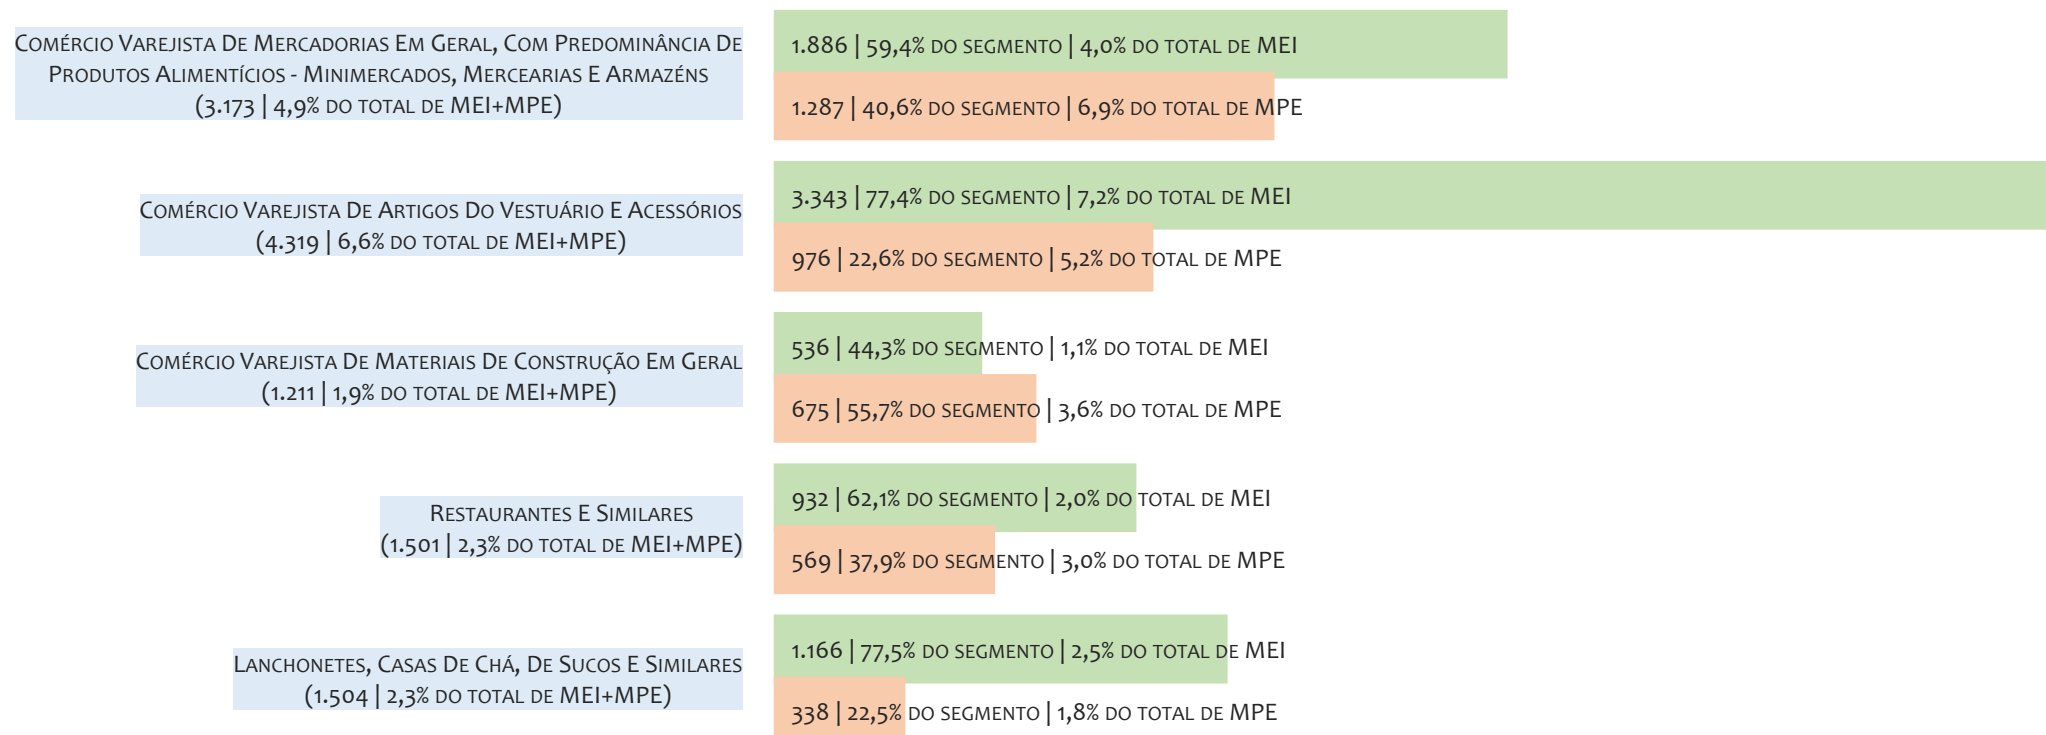 Comércio Varejista De Mercadorias Em Geral, Com Predominância De
Produtos Alimentícios - Minimercados, Mercearias E Armazéns
(3.173 | 4,9% do total de MEI+MPE)
1.886 | 59,4% do segmento | 4,0% do total de MEI
1.287 | 40,6% do segmento | 6,9% do total de MPE
Comércio Varejista De Artigos Do Vestuário E Acessórios
(4.319 | 6,6% do total de MEI+MPE)
3.343 | 77,4% do segmento | 7,2% do total de MEI
976 | 22,6% do segmento | 5,2% do total de MPE
Comércio Varejista De Materiais De Construção Em Geral
(1.211 | 1,9% do total de MEI+MPE)
536 | 44,3% do segmento | 1,1% do total de MEI
675 | 55,7% do segmento | 3,6% do total de MPE
Restaurantes E Similares
(1.501 | 2,3% do total de MEI+MPE)
932 | 62,1% do segmento | 2,0% do total de MEI
569 | 37,9% do segmento | 3,0% do total de MPE
Lanchonetes, Casas De Chá, De Sucos E Similares
(1.504 | 2,3% do total de MEI+MPE)
1.166 | 77,5% do segmento | 2,5% do total de MEI
338 | 22,5% do segmento | 1,8% do total de MPE